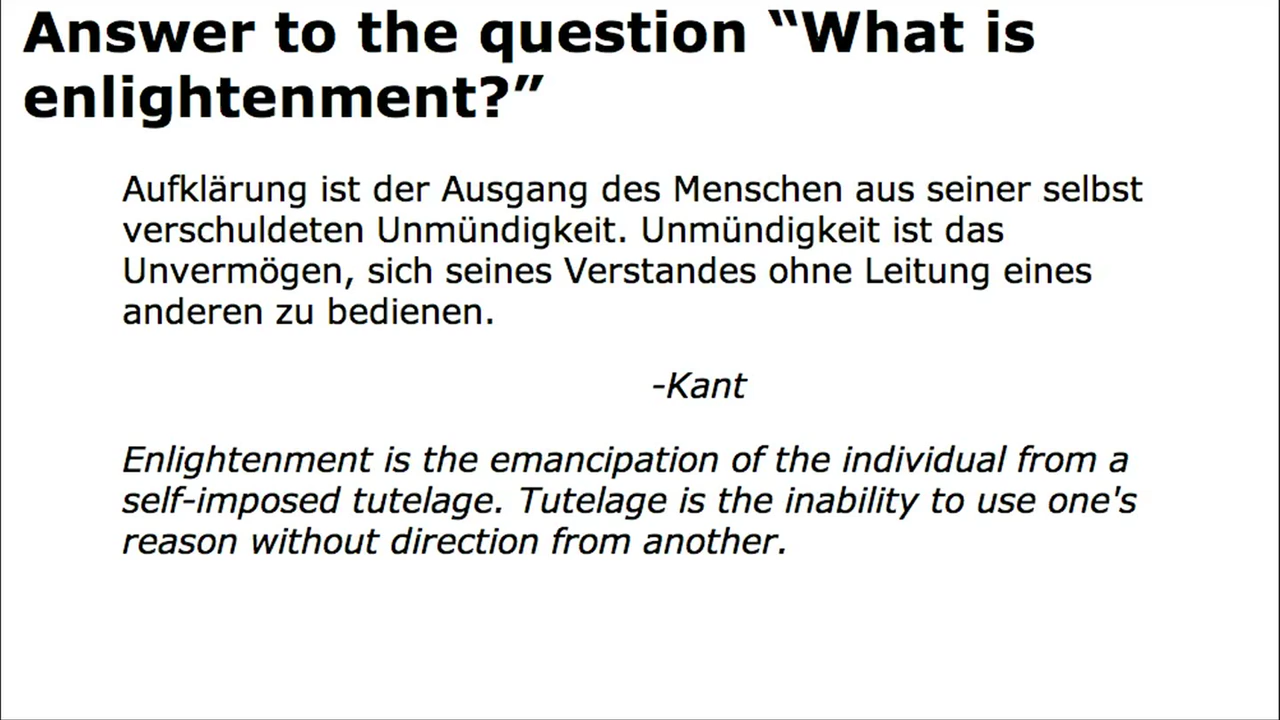 Answer to the question “What is
enlightenment?”
Aufklärung ist der Ausgang des Menschen aus seiner selbst
verschuldeten Unmündigkeit. Unmündigkeit ist das
Unvermögen, sich seines Verstandes ohne Leitung eines
anderen zu bedienen.
-Kant
Enlightenment is the emancipation of the individual from a
self-imposed tutelage. Tutelage is the inability to use one's
reason without direction from another.